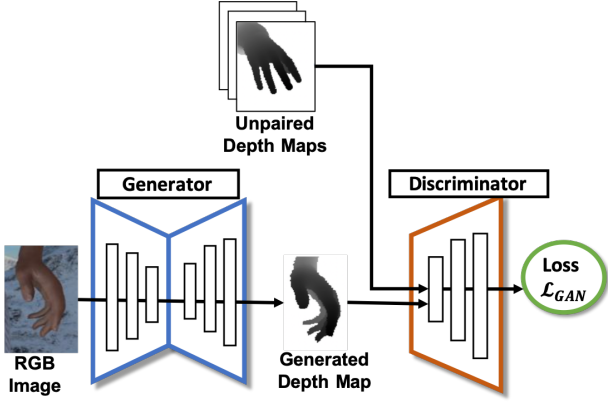 Unpaired
Depth Maps
Generator
Discriminator
RGB
Image
Generated
Depth Map
Loss
ℒ_GAN